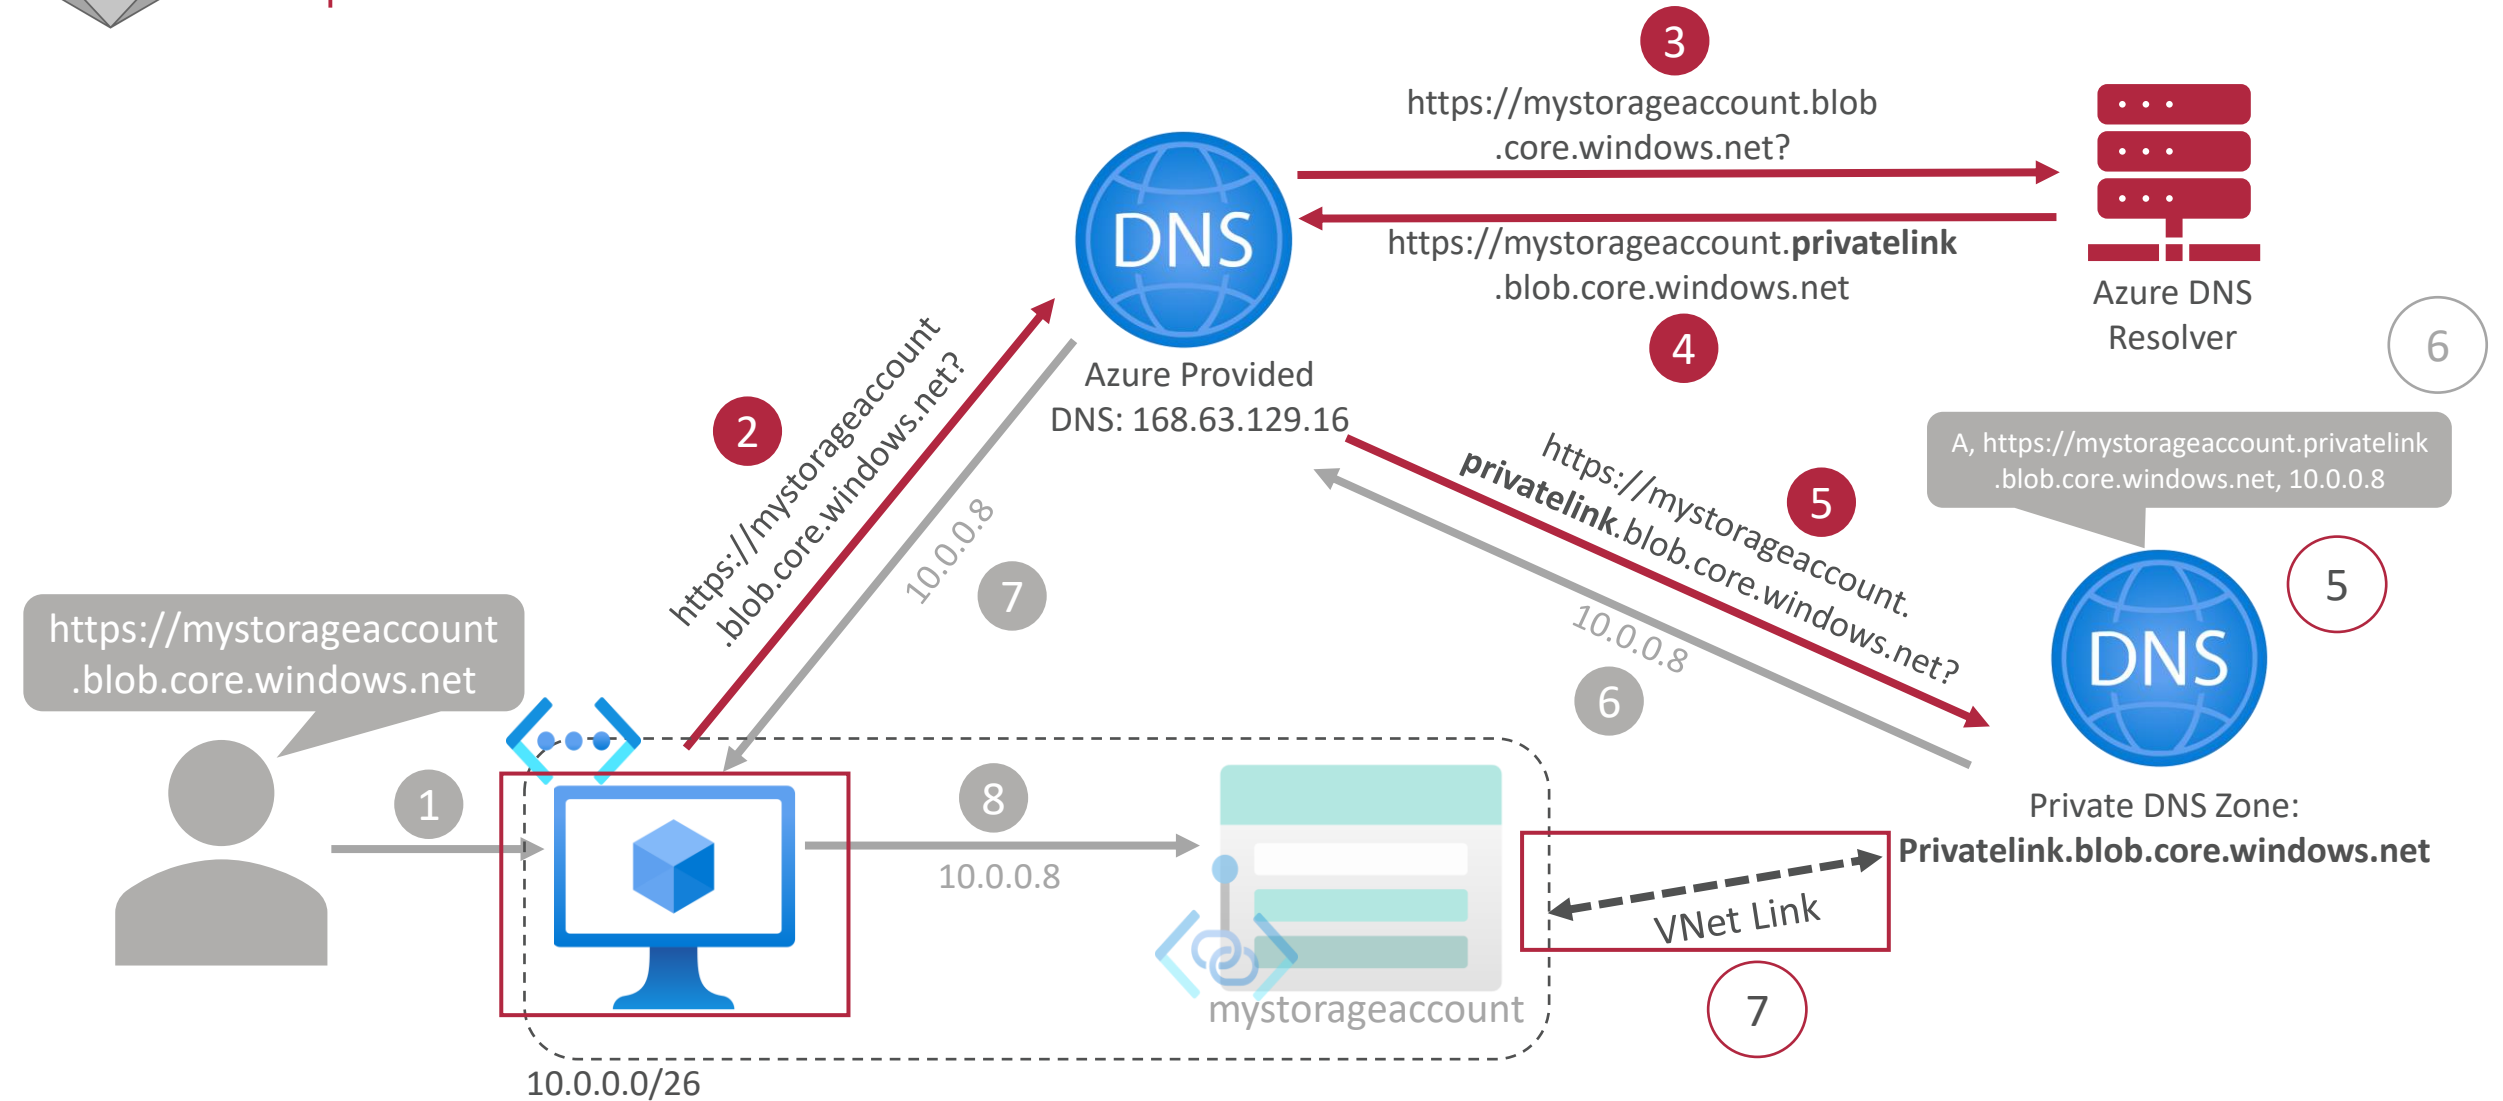 3
https://mystorageaccount.blob
.core.windows.net?
DNS
https://mystorageaccount.privatelink
.blob.core.windows.net
4
Azure DNS
Resolver
6
Azure Provided
DNS: 168.63.129.16
2
https://mystorageaccount
.blob.core.windows.net?
10.0.0.8
7
https://mystorageaccount.
privatelink.blob.core.windows.net?
5
10.0.0.8
6
A, https://mystorageaccount.privatelink
.blob.core.windows.net, 10.0.0.8
5
DNS
Private DNS Zone:
Privatelink.blob.core.windows.net
https://mystorageaccount
.blob.core.windows.net
1
8
10.0.0.8
mystorageaccount
VNet Link
7
10.0.0.0/26